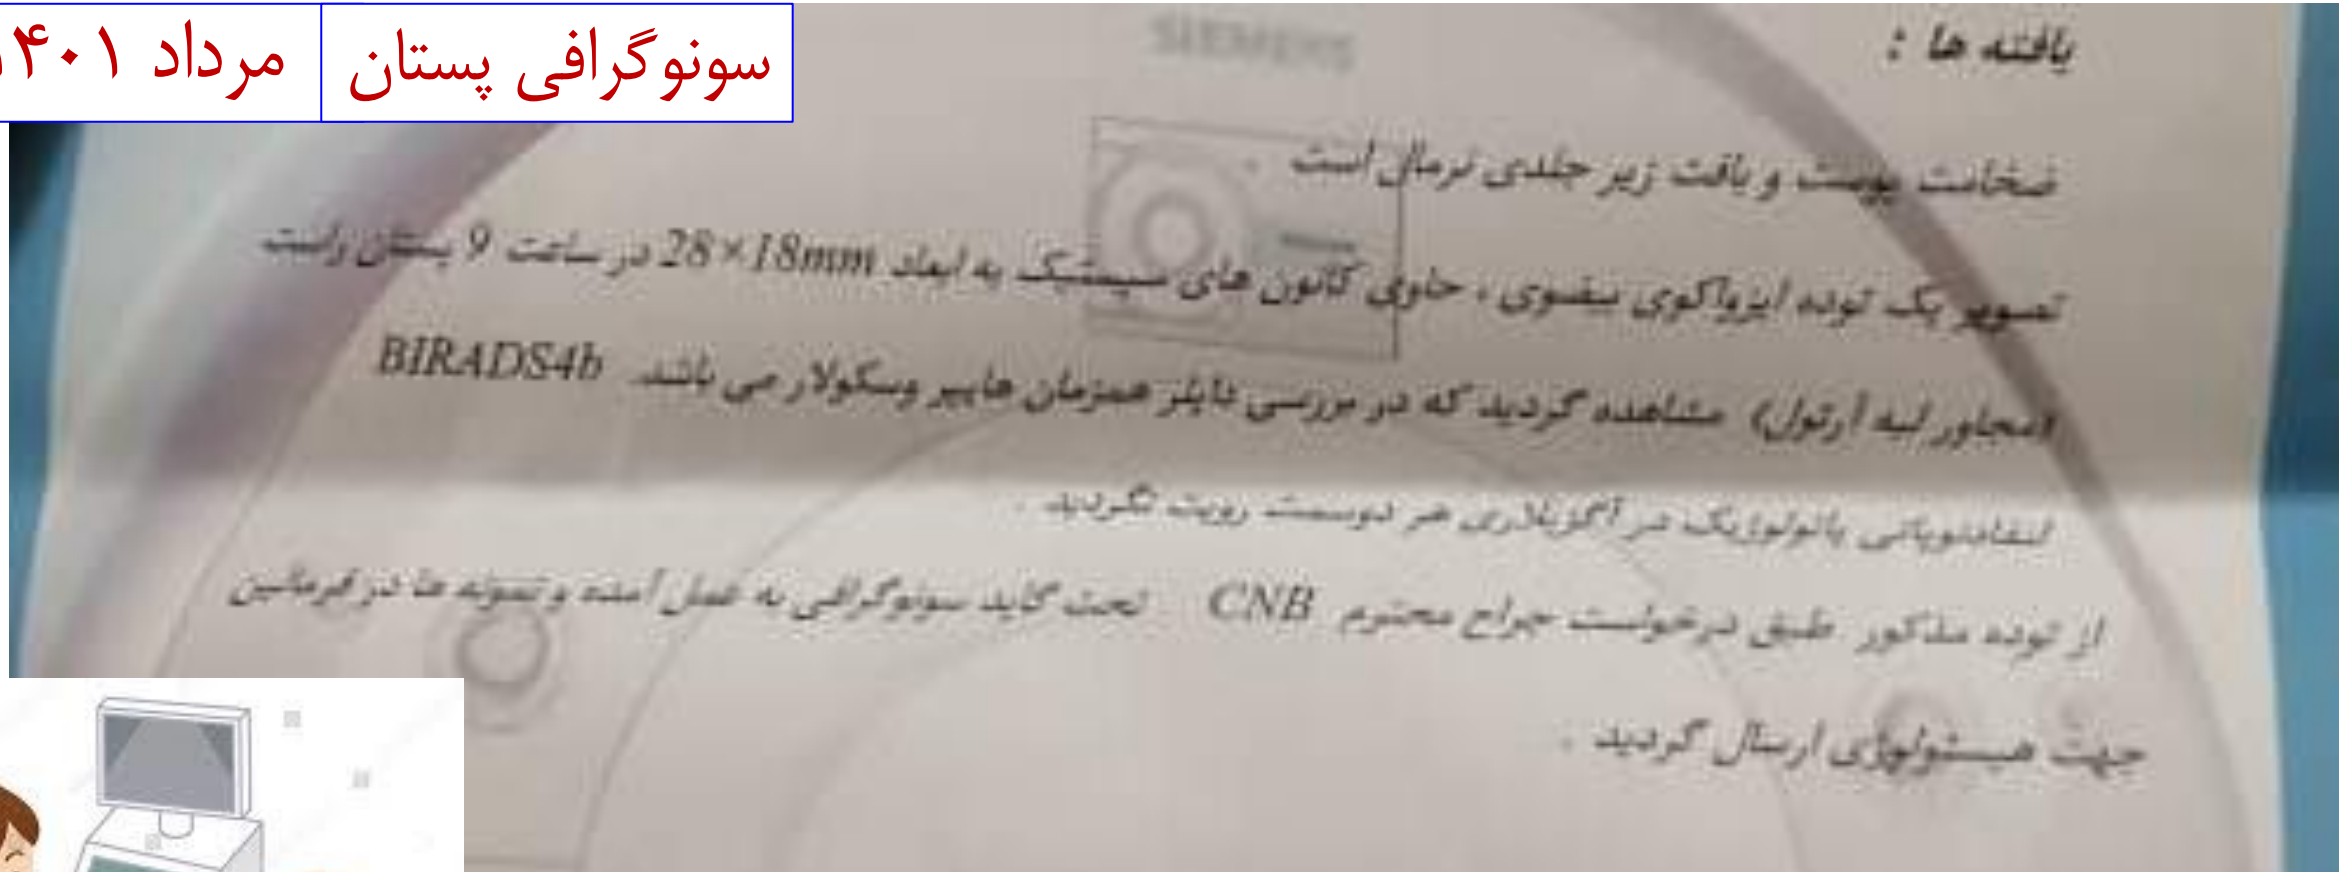 سونوگرافی پستان
مرداد ۱۴۰۱
SIEMENS
یافته ها :
ضخامت پوست و بافت زیر جلدی نرمال است .
تصویر یک توده ایزواکوی بیضوی ، حاوی کانون های سیستیک به ابعاد 28×18mm در ساعت 9 پستان راست
(مجاور لبه آرئول) مشاهده گردید که در بررسی داپلر همزمان هایپر وسکولار می باشد. BIRADS4b
لنفادنوپاتی پاتولوژیک در آگزیلاری هر دوسمت رویت نگردید .
از توده مذکور طبق درخواست جراح محترم CNB تحت گاید سونوگرافی به عمل آمده و نمونه ها در فرمالین
جهت هیستولوژی ارسال گردید .